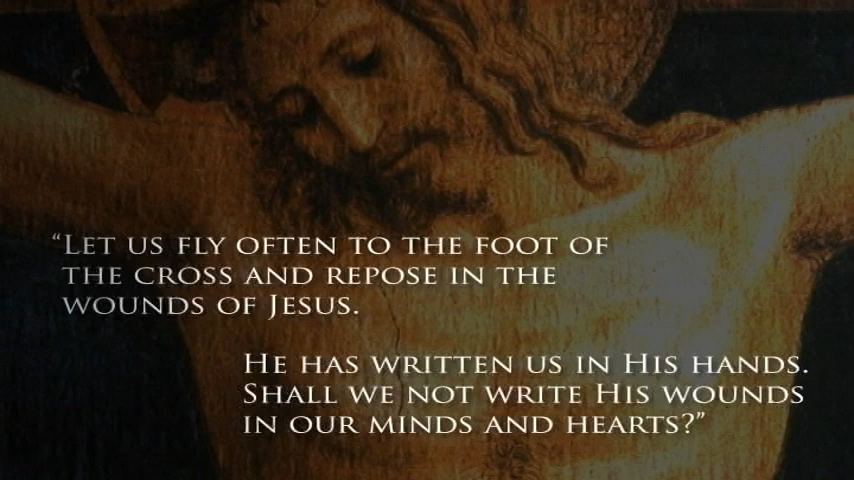 “Let us fly often to the foot of
the cross and repose in the
wounds of Jesus.
He has written us in His hands.
Shall we not write His wounds
in our minds and hearts?”